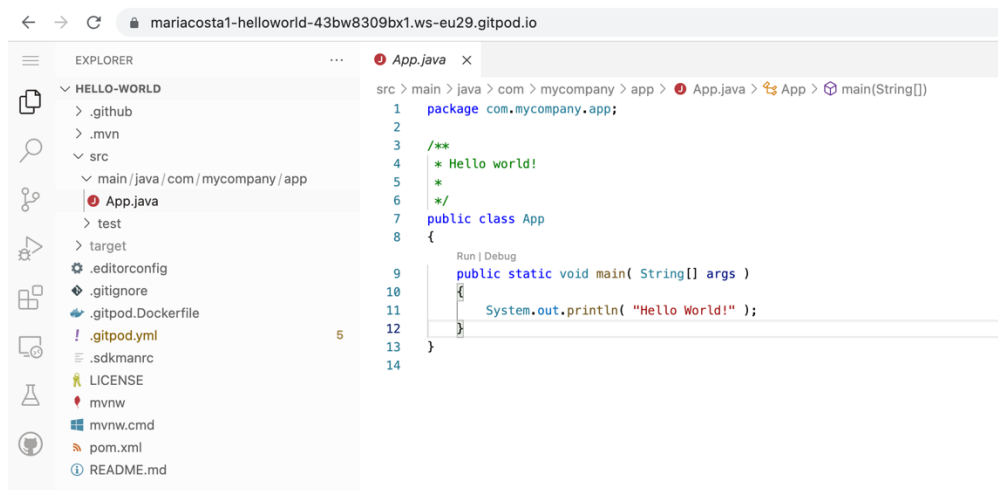 mariacosta1-helloworld-43bw8309bx1.ws-eu29.gitpod.io
EXPLORER
HELLO-WORLD
.github
.mvn
src
main/java/com/mycompany/app
App.java
test
target
.editorconfig
.gitignore
.gitpod.Dockerfile
.gitpod.yml 5
.sdkmanrc
LICENSE
mvnw
mvnw.cmd
pom.xml
README.md
App.java
src > main > java > com > mycompany > app > App.java > App > main(String[])
1 package com.mycompany.app;
2
3 /**
4 * Hello world!
5 *
6 */
7 public class App
8 {
Run | Debug
9 public static void main( String[] args )
10 {
11 System.out.println( "Hello World!" );
12 }
13 }
14